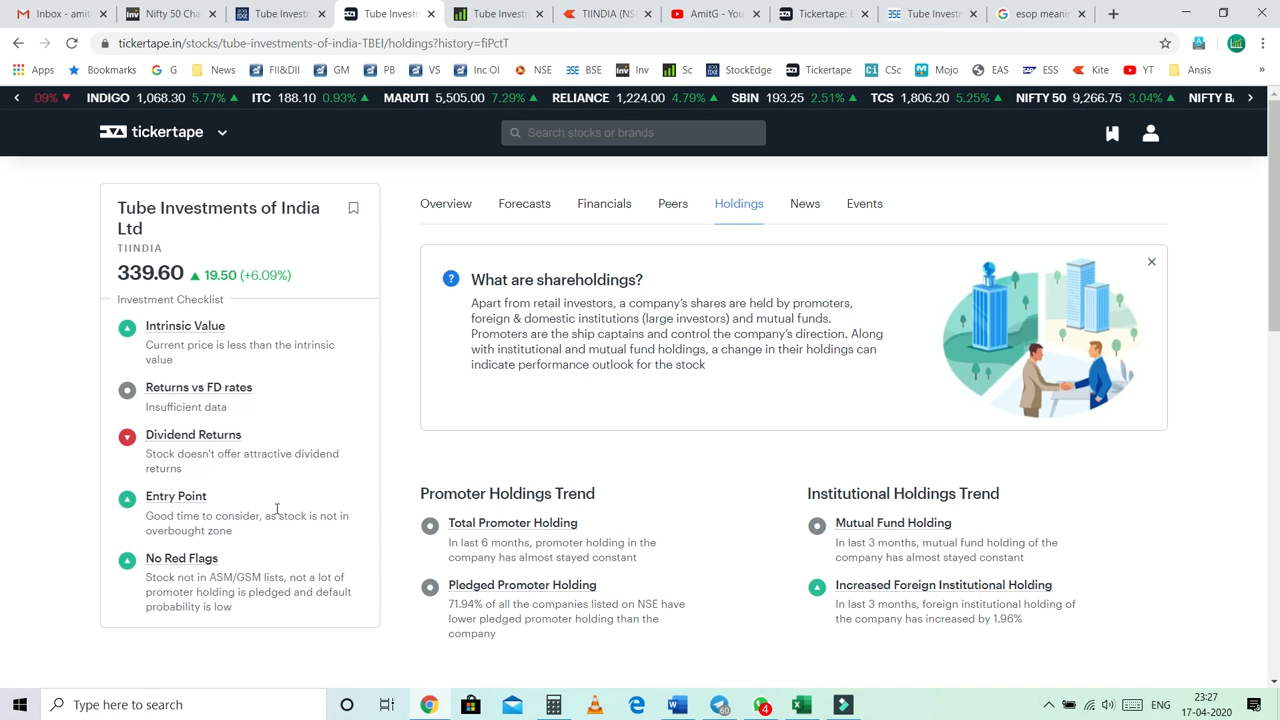 Inbox - amit
Nifty 50 Cha
Tube Investm
Tube Investm
Tube Investm
TIINDIA (NS
AmitG - You
Tickertape: E
Tube Investm
esop meanin
tickertape.in/stocks/tube-investments-of-india-TBEI/holdings?history=fiPctT
Apps
Bookmarks
G
News
FII&DII
GM
PB
VS
Inc OI
NSE
BSE
Inv
Sc
StockEdge
Tickertape
CSc
Mojo
EAS
ESS
Kite
YT
Ansis
09% INDIGO 1,068.30 5.77% ITC 188.10 0.93% MARUTI 5,505.00 7.29% RELIANCE 1,224.00 4.79% SBIN 193.25 2.51% TCS 1,806.20 5.25% NIFTY 50 9,266.75 3.04% NIFTY B
tickertape
Search stocks or brands
Tube Investments of India
Ltd
TIINDIA
339.60 19.50 (+6.09%)
Investment Checklist
Intrinsic Value
Current price is less than the intrinsic
value
Returns vs FD rates
Insufficient data
Dividend Returns
Stock doesn't offer attractive dividend
returns
Entry Point
Good time to consider, as stock is not in
overbought zone
No Red Flags
Stock not in ASM/GSM lists, not a lot of
promoter holding is pledged and default
probability is low
Overview
Forecasts
Financials
Peers
Holdings
News
Events
? What are shareholdings?
Apart from retail investors, a company's shares are held by promoters,
foreign & domestic institutions (large investors) and mutual funds.
Promoters are the ship captains and control the company's direction. Along
with institutional and mutual fund holdings, a change in their holdings can
indicate performance outlook for the stock
Promoter Holdings Trend
Total Promoter Holding
In last 6 months, promoter holding in the
company has almost stayed constant
Pledged Promoter Holding
71.94% of all the companies listed on NSE have
lower pledged promoter holding than the
company
Institutional Holdings Trend
Mutual Fund Holding
In last 3 months, mutual fund holding of the
company has almost stayed constant
Increased Foreign Institutional Holding
In last 3 months, foreign institutional holding of
the company has increased by 1.96%
Type here to search
60
4
ENG
23:27
17-04-2020